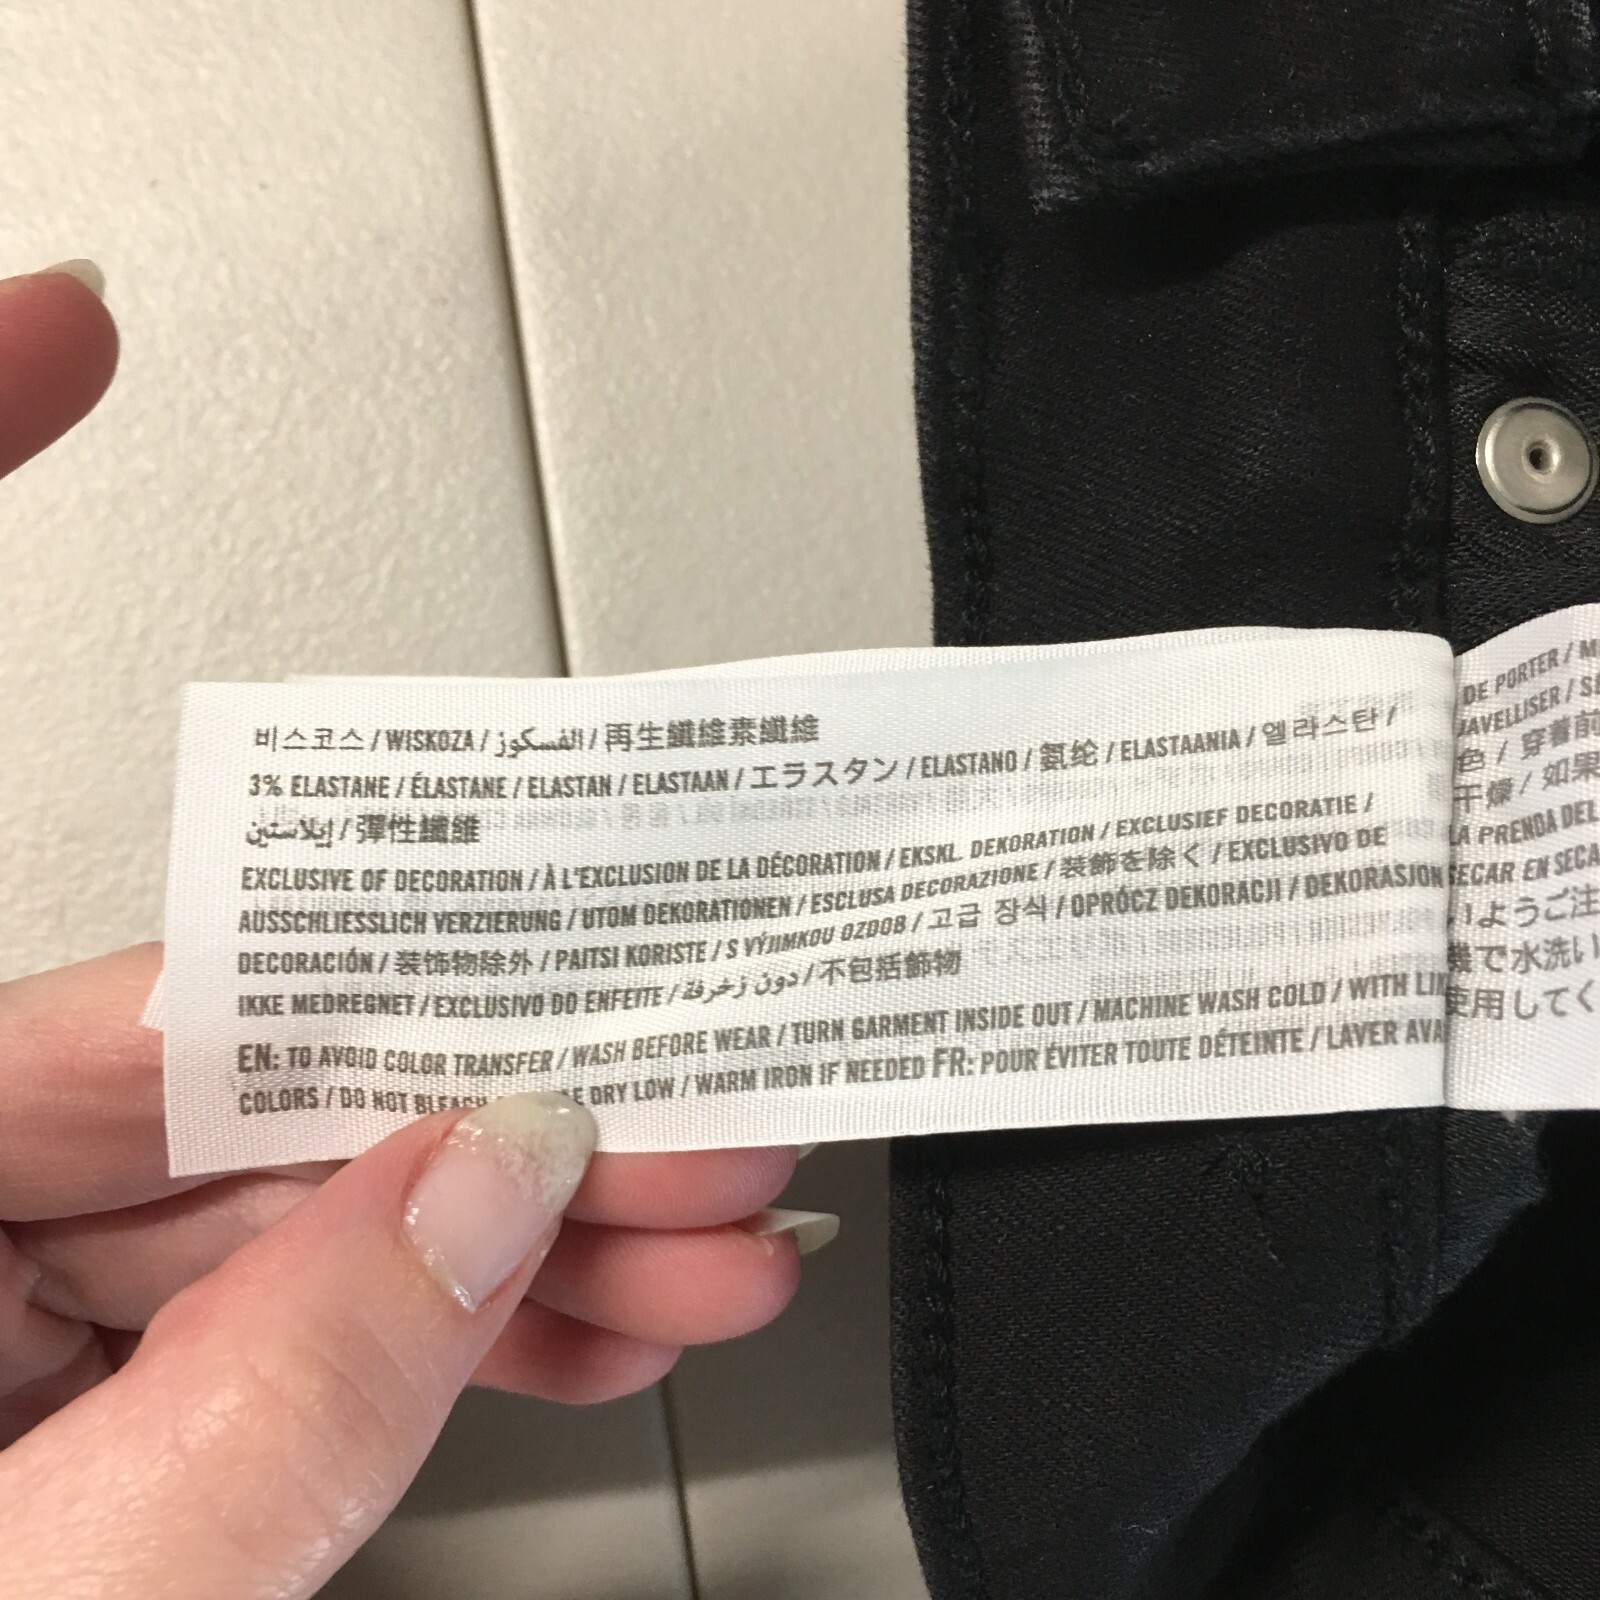 비스코스 / WISKOZA / الفسكوز / 再生纖維素纖維
3% ELASTANE / ÉLASTANE / ELASTAN / ELASTAAN / エラスタン / ELASTANO / 氨纶 / ELASTAANIA / 엘라스탄 /
إيلاستين / 彈性纖維
EXCLUSIVE OF DECORATION / À L'EXCLUSION DE LA DÉCORATION / EKSKL. DEKORATION / EXCLUSIEF DECORATIE /
AUSSCHLIESSLICH VERZIERUNG / UTOM DEKORATIONEN / ESCLUSA DECORAZIONE / 装飾を除く / EXCLUSIVO DE
DECORACIÓN / 装饰物除外 / PAITSI KORISTE / S VÝJIMKOU OZDOB / 고급 장식 / OPRÓCZ DEKORACJI / DEKORASJON
IKKE MEDREGNET / EXCLUSIVO DO ENFEITE / دون زخرفة / 不包括飾物
EN: TO AVOID COLOR TRANSFER / WASH BEFORE WEAR / TURN GARMENT INSIDE OUT / MACHINE WASH COLD / WITH
COLORS / DO NOT BLEACH DRY LOW / WARM IRON IF NEEDED FR: POUR ÉVITER TOUTE DÉTEINTE / LAVER
DE PORTER /
JAVELLISER /
色 / 穿着前
干燥 / 如果
LA PRENDA DEL
SECAR EN
いようご注
機で水洗い
使用してく